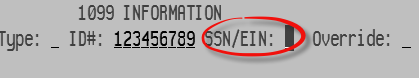 1099 INFORMATION
Type: _ ID#: 123456789 SSN/EIN: Override: _